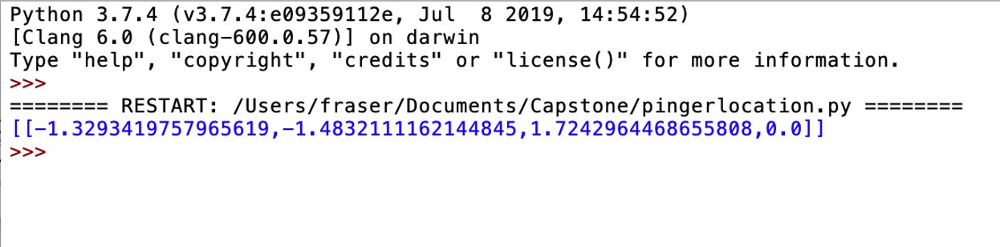 Python 3.7.4 (v3.7.4:e09359112e, Jul  8 2019, 14:54:52)
[Clang 6.0 (clang-600.0.57)] on darwin
Type "help", "copyright", "credits" or "license()" for more information.
>>>
======== RESTART: /Users/fraser/Documents/Capstone/pingerlocation.py ========
[[-1.3293419757965619,-1.4832111162144845,1.7242964468655808,0.0]]
>>>